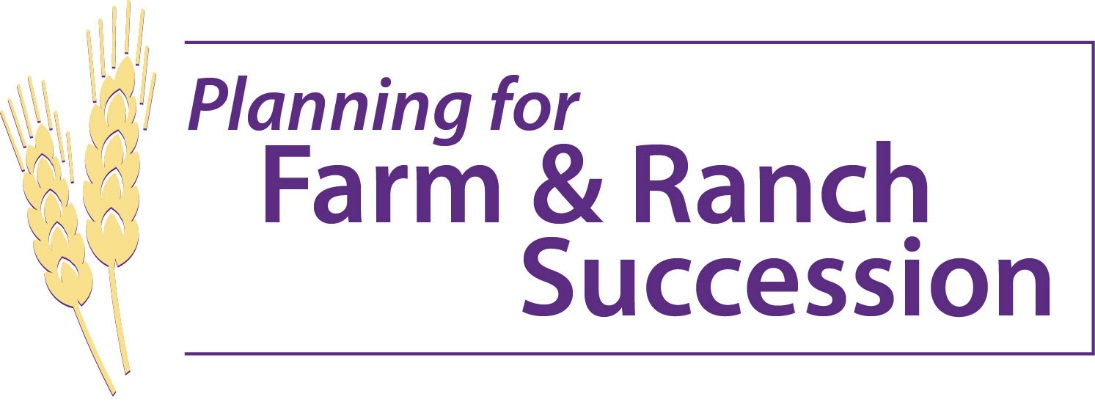 Planning for
Farm & Ranch
Succession